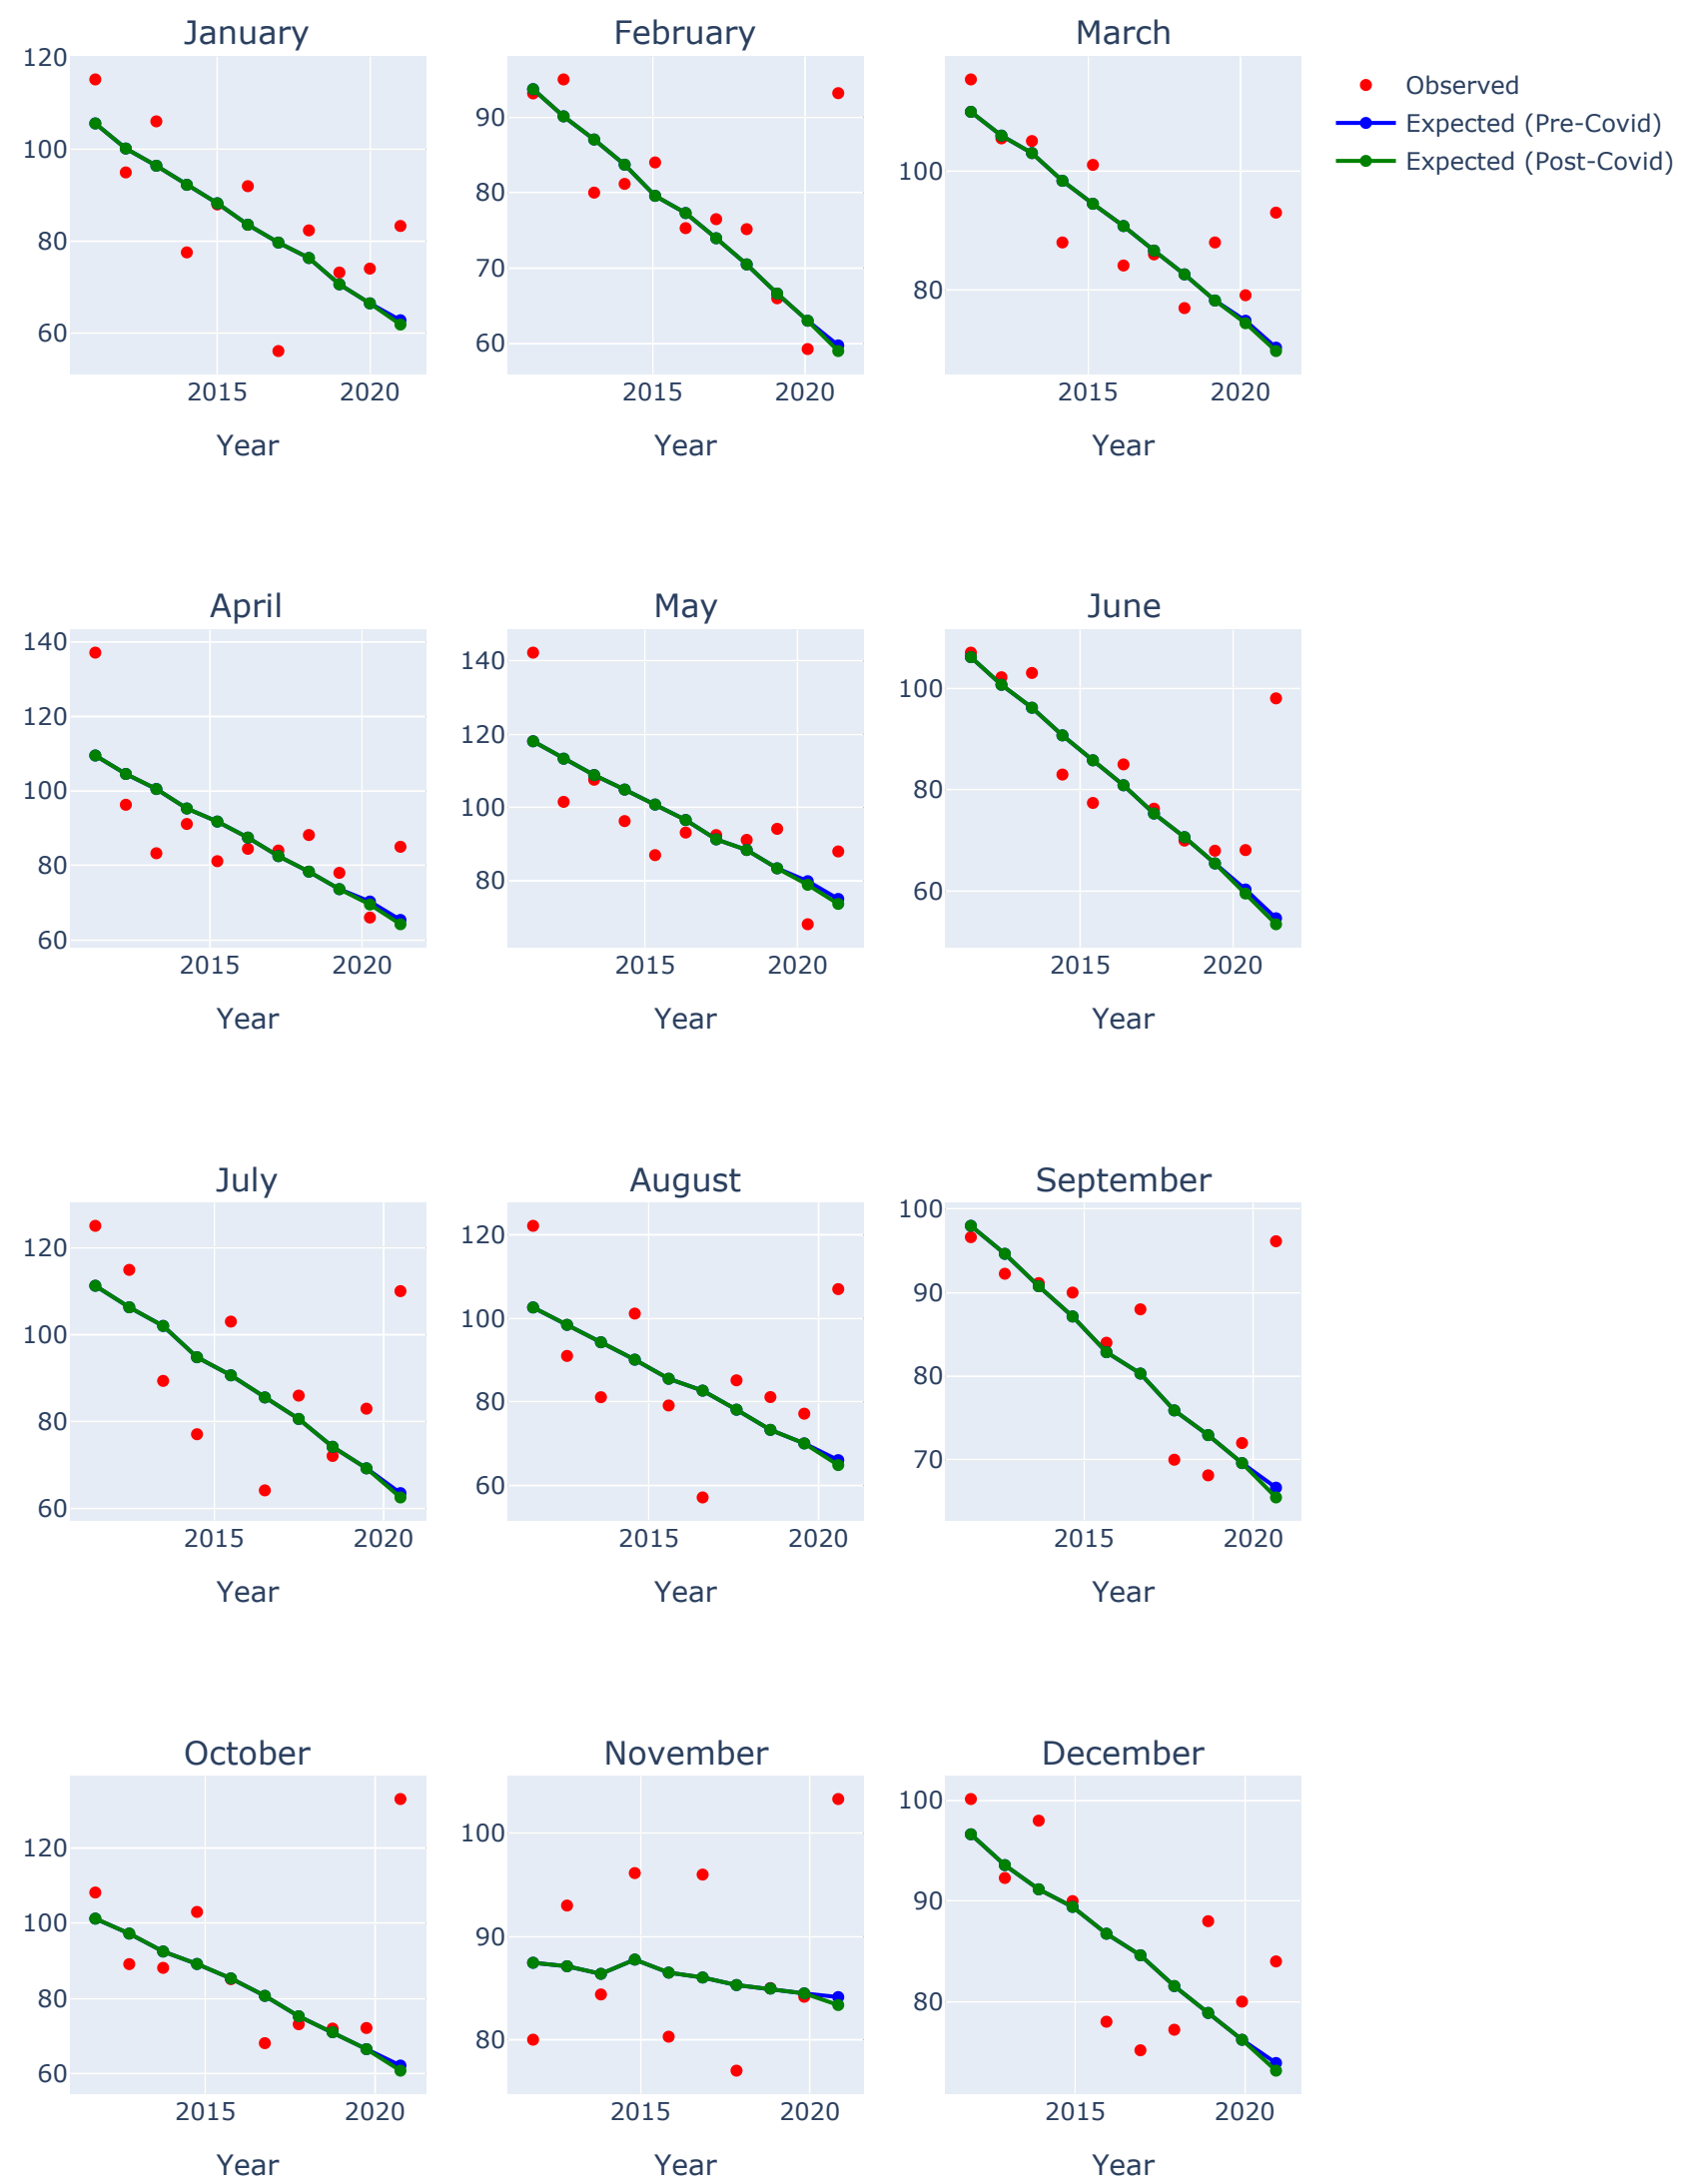 January
February
March
120
100
80
60
2015
2020
Year
90
80
70
60
2015
2020
Year
100
80
2015
2020
Year
Observed
Expected (Pre-Covid)
Expected (Post-Covid)
April
May
June
140
120
100
80
60
2015
2020
Year
140
120
100
80
2015
2020
Year
100
80
60
2015
2020
Year
July
August
September
120
100
80
60
2015
2020
Year
120
100
80
60
2015
2020
Year
100
90
80
70
2015
2020
Year
October
November
December
120
100
80
60
2015
2020
Year
100
90
80
2015
2020
Year
100
90
80
2015
2020
Year